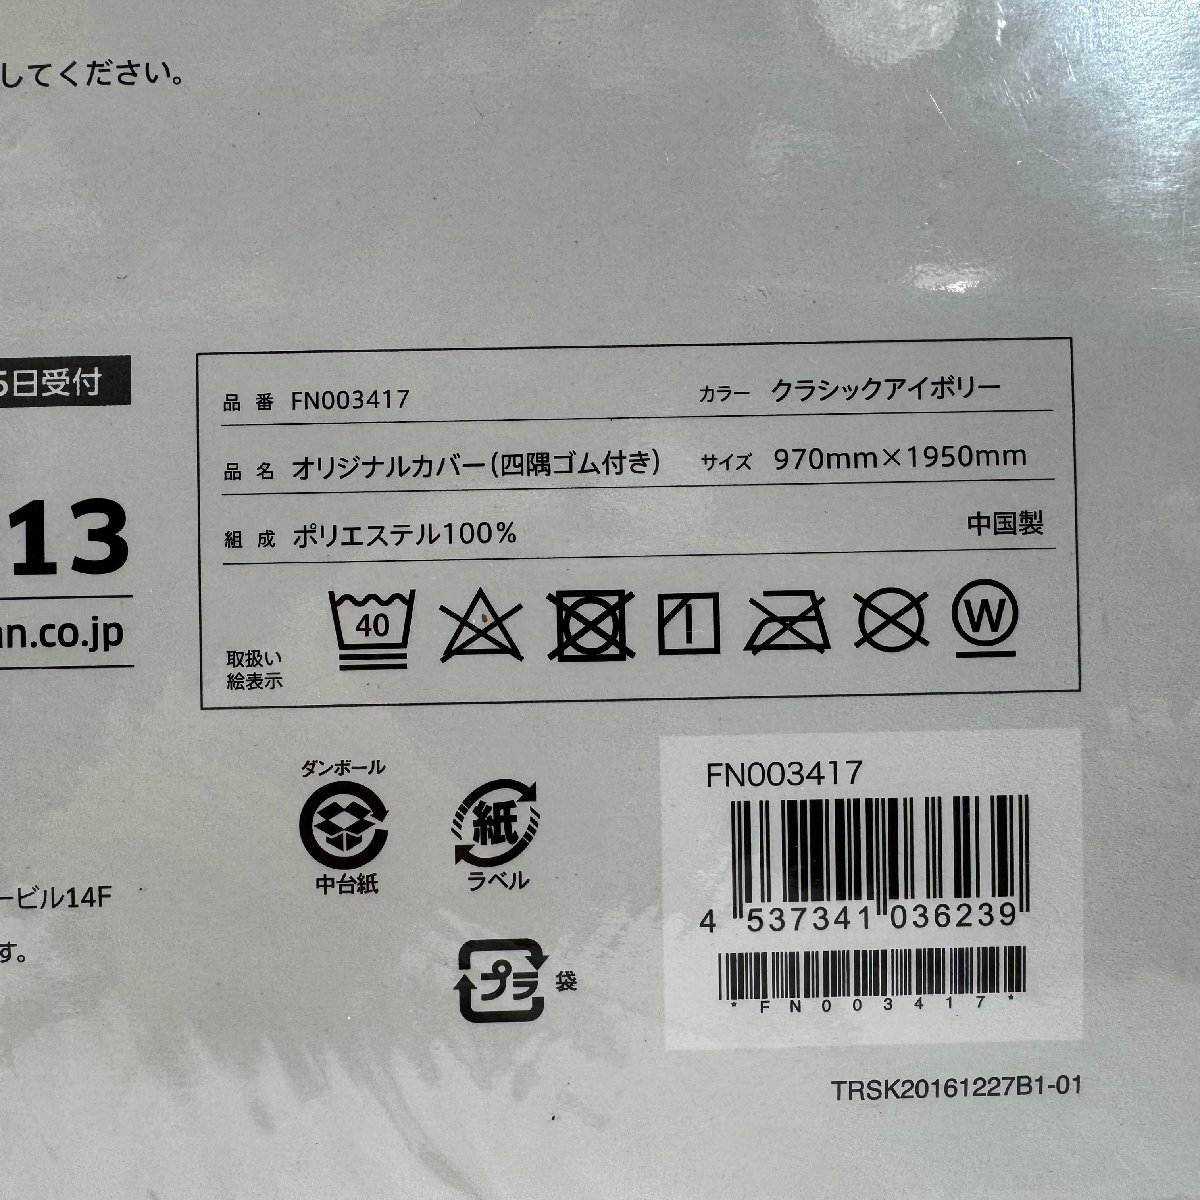 してください。
5日受付
13
an.co.jp
ービル14F
す。
品番 FN003417 カラー クラシックアイボリー
品名 オリジナルカバー(四隅ゴム付き) サイズ 970mm×1950mm
組成 ポリエステル100% 中国製
取扱い
絵表示
40
W
ダンボール
中台紙
紙
ラベル
プラ 袋
FN003417
4 537341 036239
*FN003417*
TRSK20161227B1-01